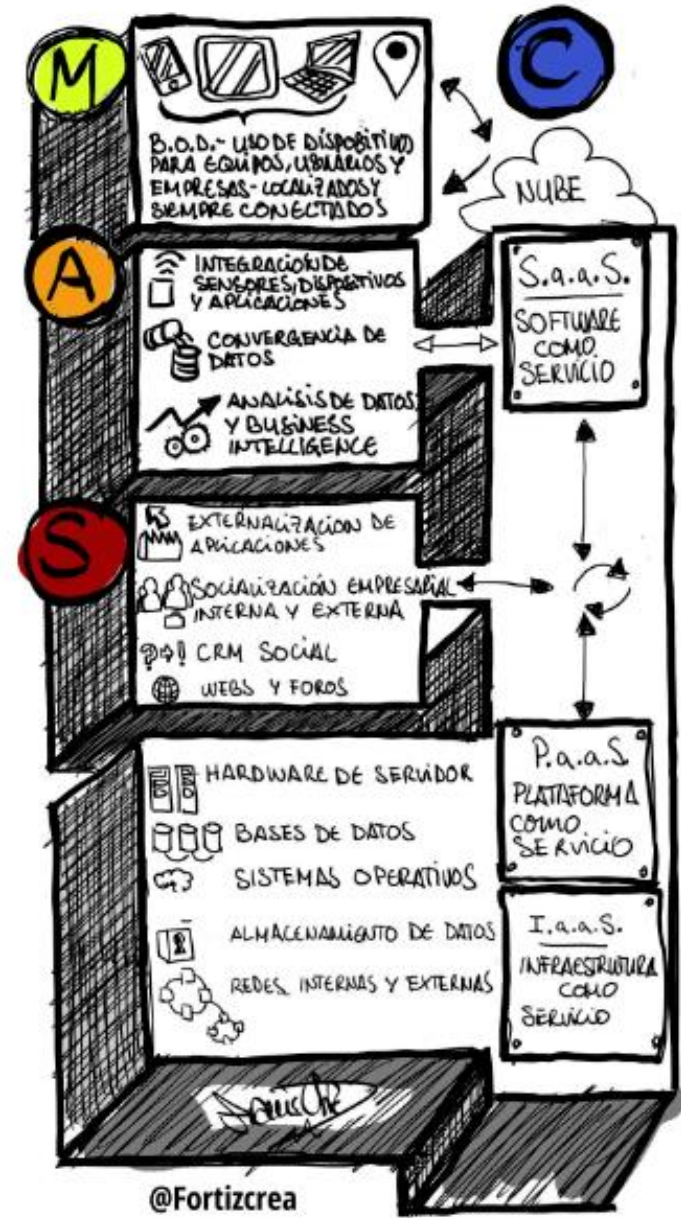 M
C
B.O.D.- USO DE DISPOSITIVOS
PARA EQUIPOS, USUARIOS Y
EMPRESAS- LOCALIZADOS Y
SIEMPRE CONECTADOS
NUBE
A
INTEGRACIÓN DE
SENSORES, DISPOSITIVOS
Y APLICACIONES
CONVERGENCIA DE
DATOS
ANALISIS DE DATOS
Y BUSINESS
INTELLIGENCE
S.a.a.S.
SOFTWARE
COMO
SERVICIO
S
EXTERNALIZACION DE
APLICACIONES
SOCIALIZACIÓN EMPRESARIAL
INTERNA Y EXTERNA
CRM SOCIAL
WEBS Y FOROS
HARDWARE DE SERVIDOR
BASES DE DATOS
SISTEMAS OPERATIVOS
ALMACENAMIENTO DE DATOS
REDES INTERNAS Y EXTERNAS
P.a.a.S.
PLATAFORMA
COMO
SERVICIO
I.a.a.S.
INFRAESTRUTURA
COMO
SERVICIO
@Fortizcrea